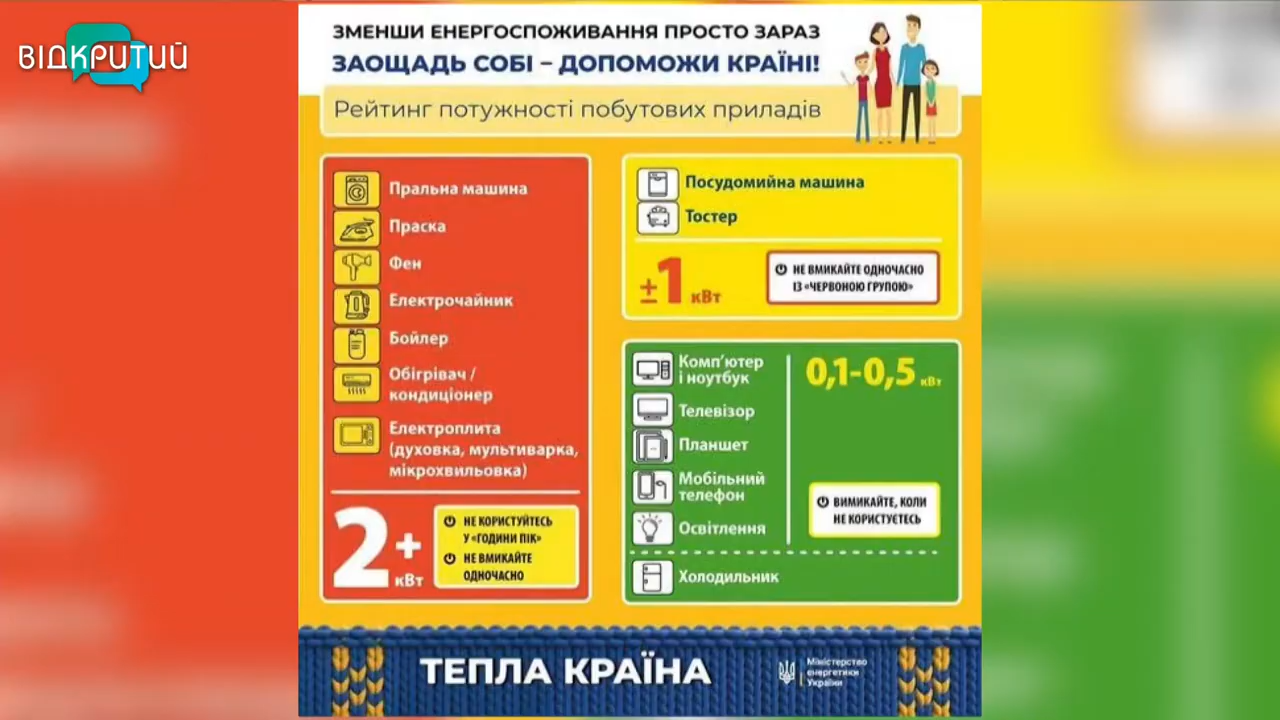 ВІДКРИТИЙ
ЗМЕНШИ ЕНЕРГОСПОЖИВАННЯ ПРОСТО ЗАРАЗ
ЗАОЩАДЬ СОБІ – ДОПОМОЖИ КРАЇНІ!
Рейтинг потужності побутових приладів
Пральна машина
Праска
Фен
Електрочайник
Бойлер
Обігрівач /
кондиціонер
Електроплита
(духовка, мультиварка,
мікрохвильовка)
2+ кВт
НЕ КОРИСТУЙТЕСЬ
У «ГОДИНИ ПІК»
НЕ ВМИКАЙТЕ
ОДНОЧАСНО
Посудомийна машина
Тостер
±1 кВт
НЕ ВМИКАЙТЕ ОДНОЧАСНО
ІЗ «ЧЕРВОНОЮ ГРУПОЮ»
Комп'ютер
і ноутбук
Телевізор
Планшет
Мобільний
телефон
Освітлення
0,1-0,5 кВт
ВИМИКАЙТЕ, КОЛИ
НЕ КОРИСТУЄТЕСЬ
Холодильник
ТЕПЛА КРАЇНА
Міністерство
енергетики
України